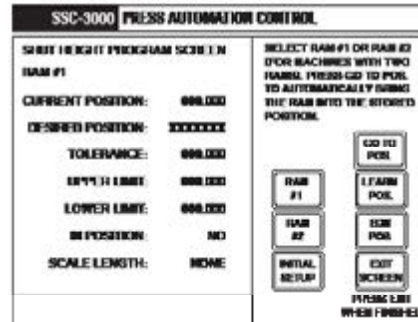 SSC-3000 PRESS AUTOMATION CONTROL
SHUT HEIGHT PROGRAM SCREEN
RAM #1
CURRENT POSITION: 000.000
DESIRED POSITION: XXXXXXX
TOLERANCE: 000.000
UPPER LIMIT: 000.000
LOWER LIMIT: 000.000
IN POSITION: NO
SCALE LENGTH: NONE
SELECT RAM #1 OR RAM #2
(FOR MACHINES WITH TWO
RAMS). PRESS GO TO POS.
TO AUTOMATICALLY BRING
THE RAM INTO THE STORED
POSITION.
GO TO
POS.
RAM
#1
LEARN
POS.
RAM
#2
EDIT
POS.
INITIAL
SETUP
EXIT
SCREEN
PRESS EXIT
WHEN FINISHED